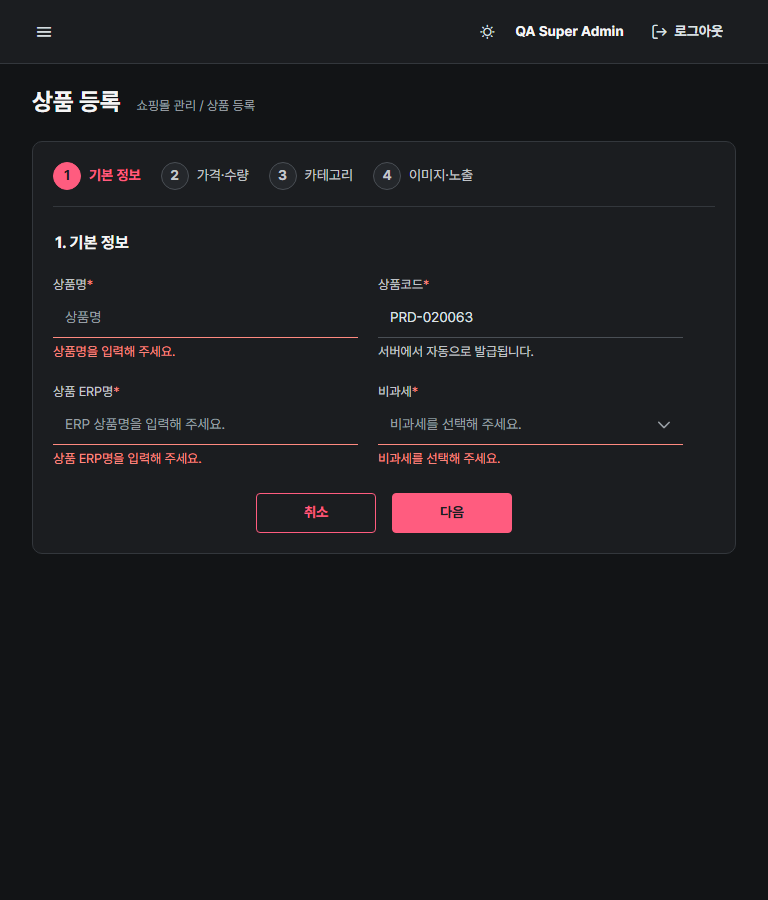 QA Super Admin 로그아웃
상품 등록 쇼핑몰 관리 / 상품 등록
1 기본 정보 2 가격·수량 3 카테고리 4 이미지·노출
1. 기본 정보
상품명* 상품코드*
상품명 PRD-020063
상품명을 입력해 주세요. 서버에서 자동으로 발급됩니다.
상품 ERP명* 비과세*
ERP 상품명을 입력해 주세요. 비과세를 선택해 주세요.
상품 ERP명을 입력해 주세요. 비과세를 선택해 주세요.
취소 다음